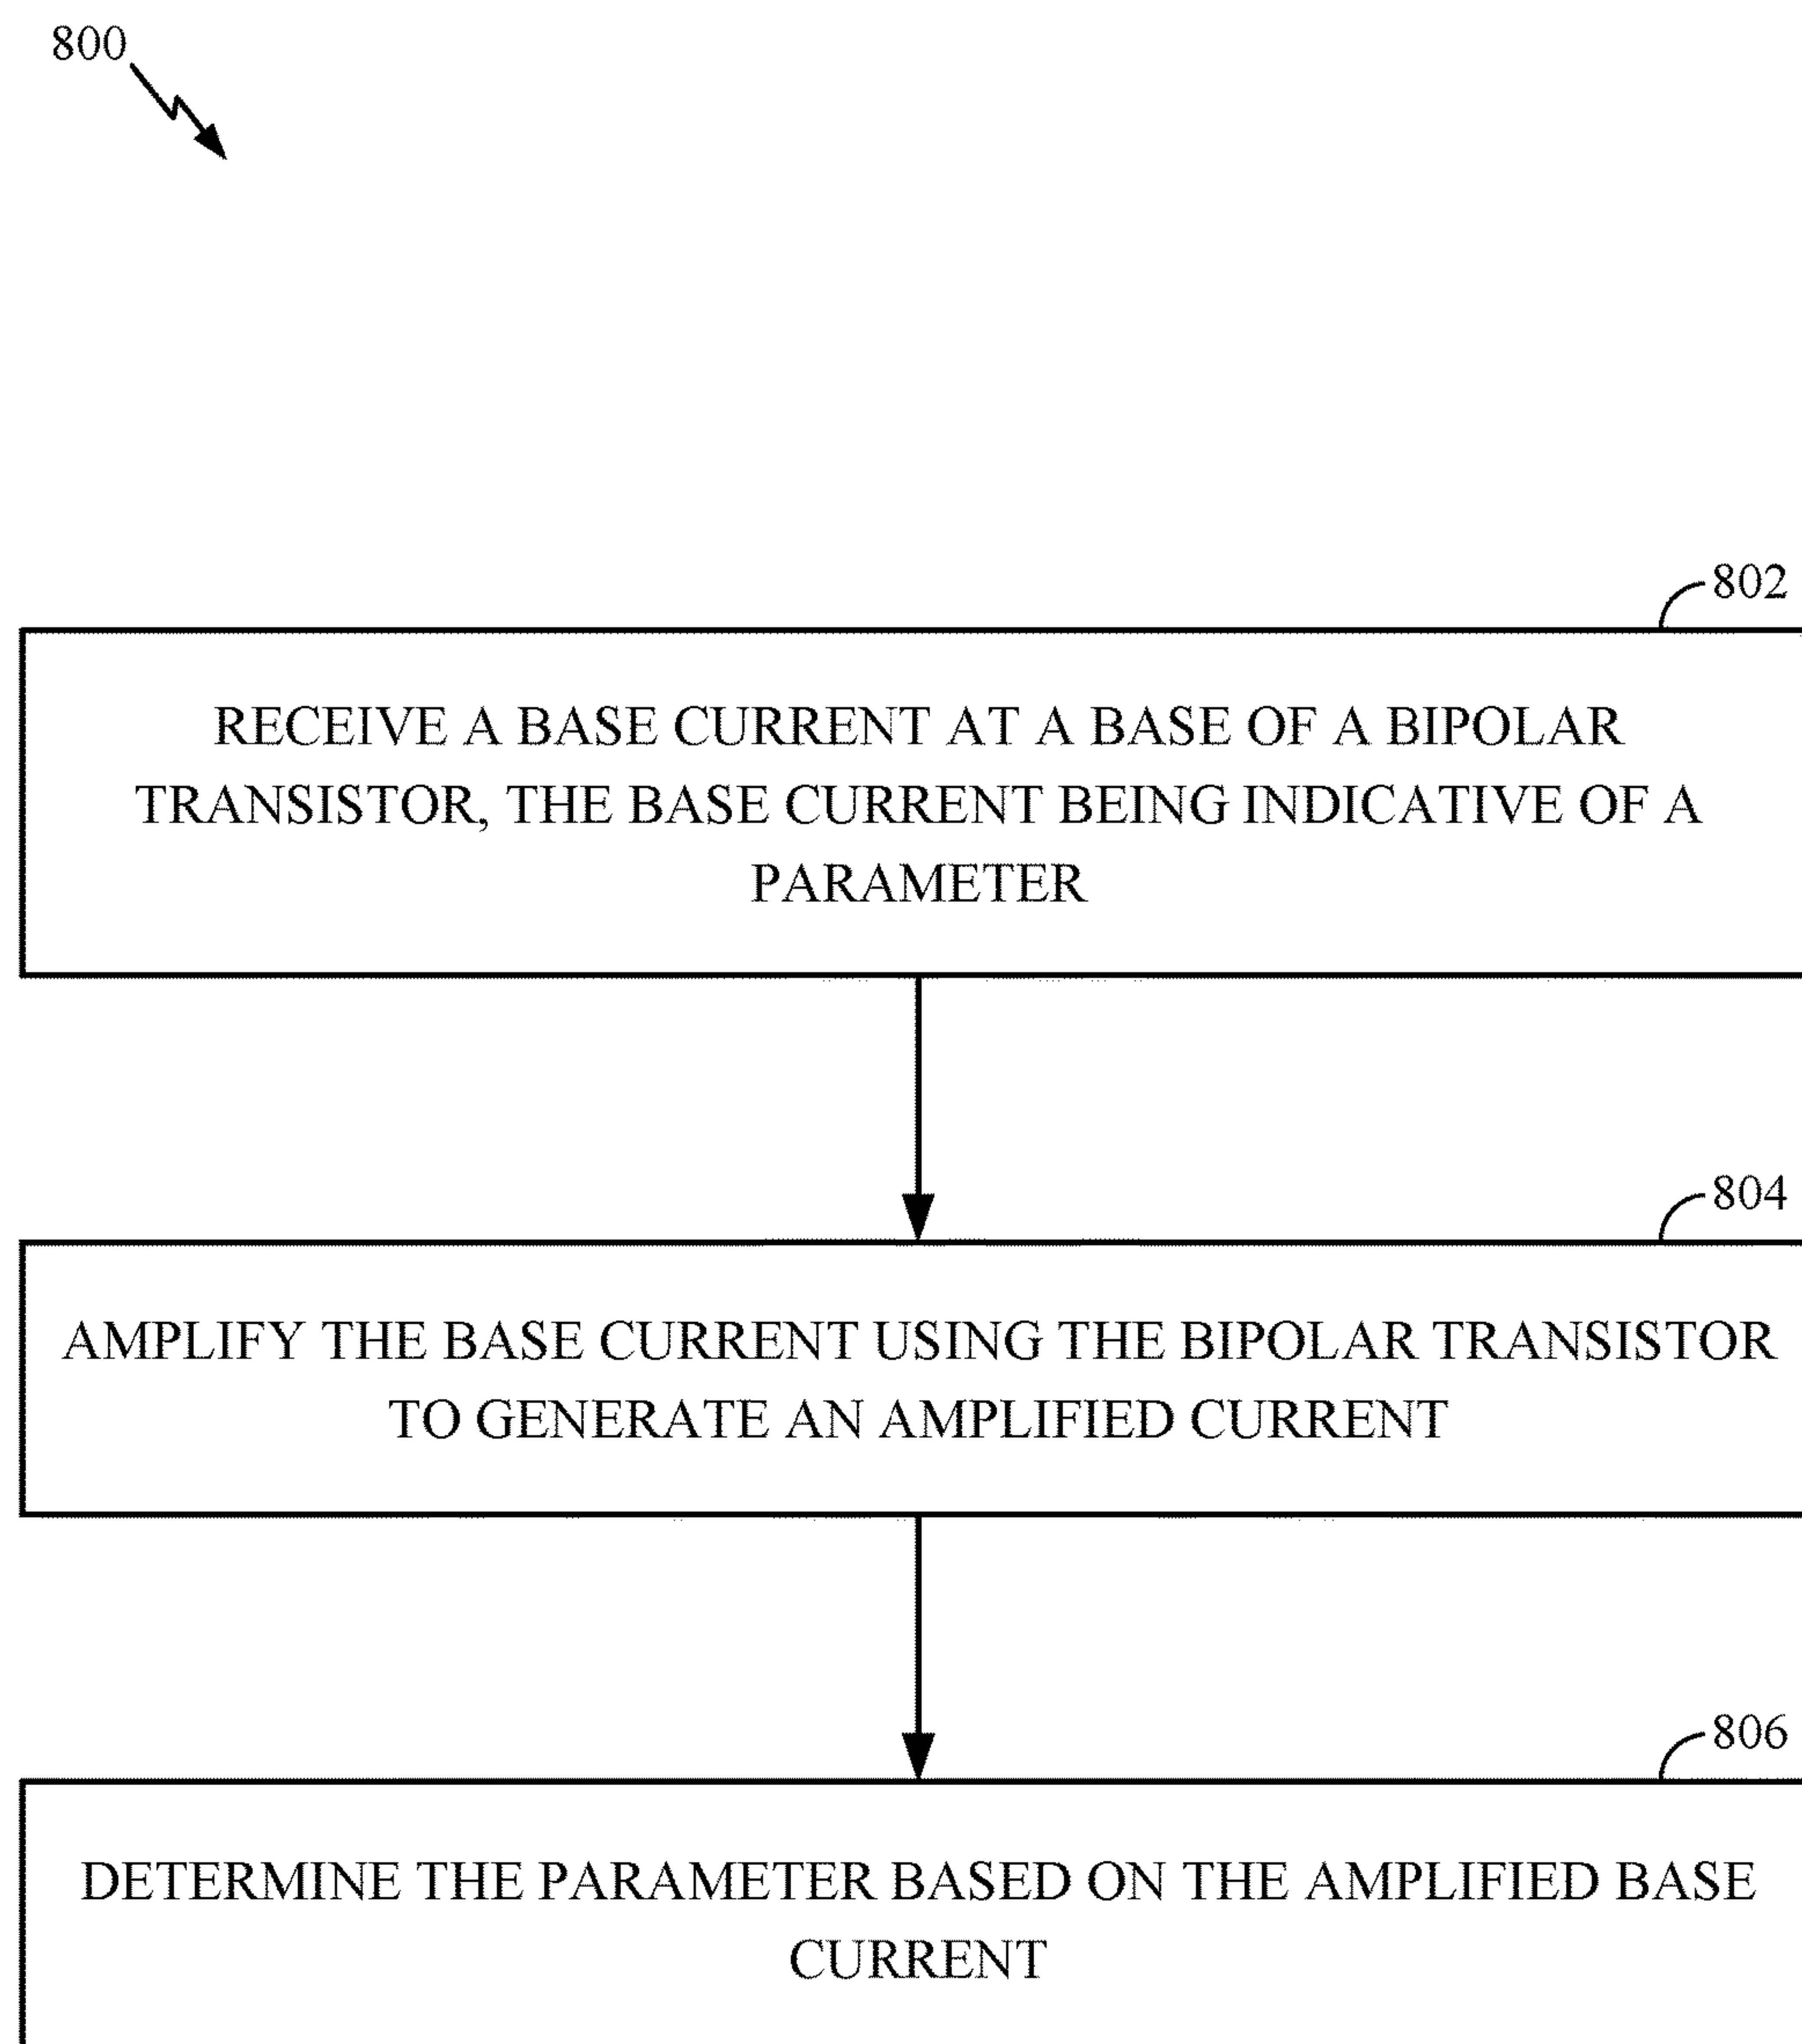 800
802
RECEIVE A BASE CURRENT AT A BASE OF A BIPOLAR
TRANSISTOR, THE BASE CURRENT BEING INDICATIVE OF A
PARAMETER
804
AMPLIFY THE BASE CURRENT USING THE BIPOLAR TRANSISTOR
TO GENERATE AN AMPLIFIED CURRENT
806
DETERMINE THE PARAMETER BASED ON THE AMPLIFIED BASE
CURRENT